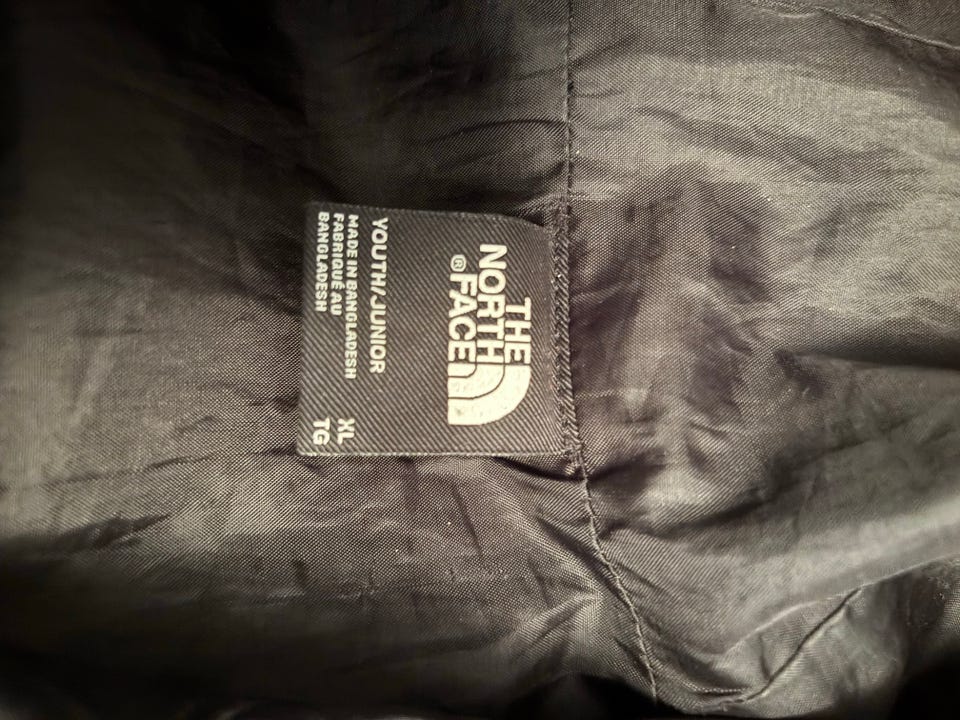 THE
NORTH
FACE
®
YOUTH/JUNIOR
MADE IN BANGLADESH
FABRIQUÉ AU
BANGLADESH
XL
TG